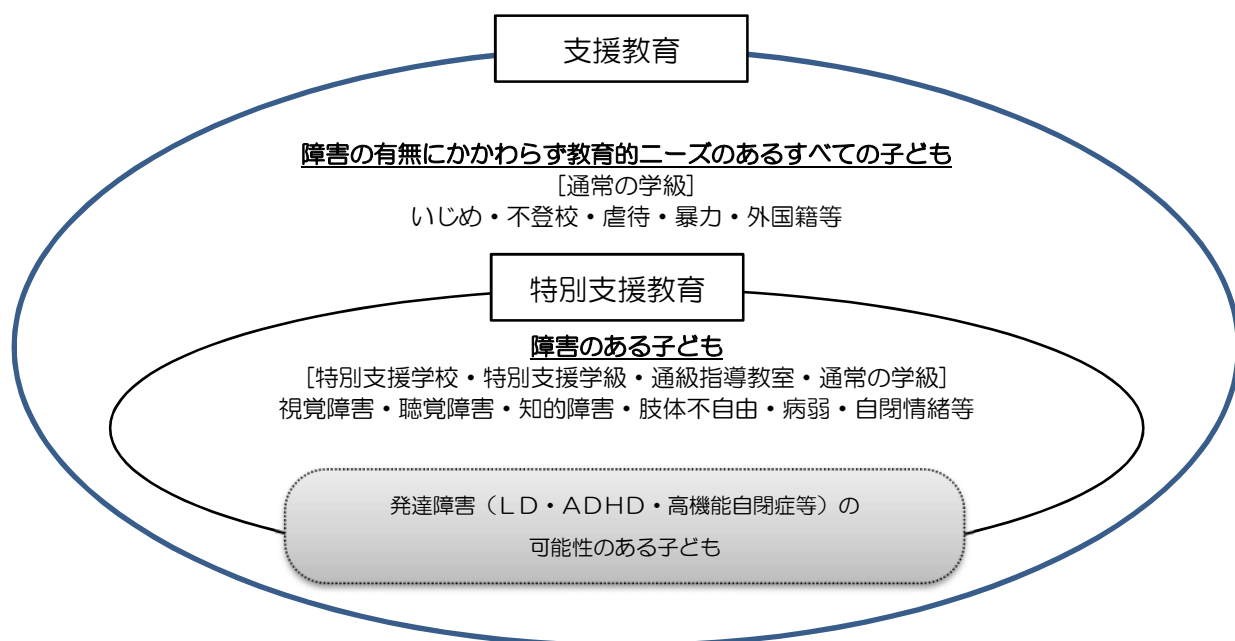 支援教育
障害の有無にかかわらず教育的ニーズのあるすべての子ども
[通常の学級]
いじめ・不登校・虐待・暴力・外国籍等
特別支援教育
障害のある子ども
[特別支援学校・特別支援学級・通級指導教室・通常の学級]
視覚障害・聴覚障害・知的障害・肢体不自由・病弱・自閉情緒等
発達障害（ＬＤ・ＡＤＨＤ・高機能自閉症等）の
可能性のある子ども